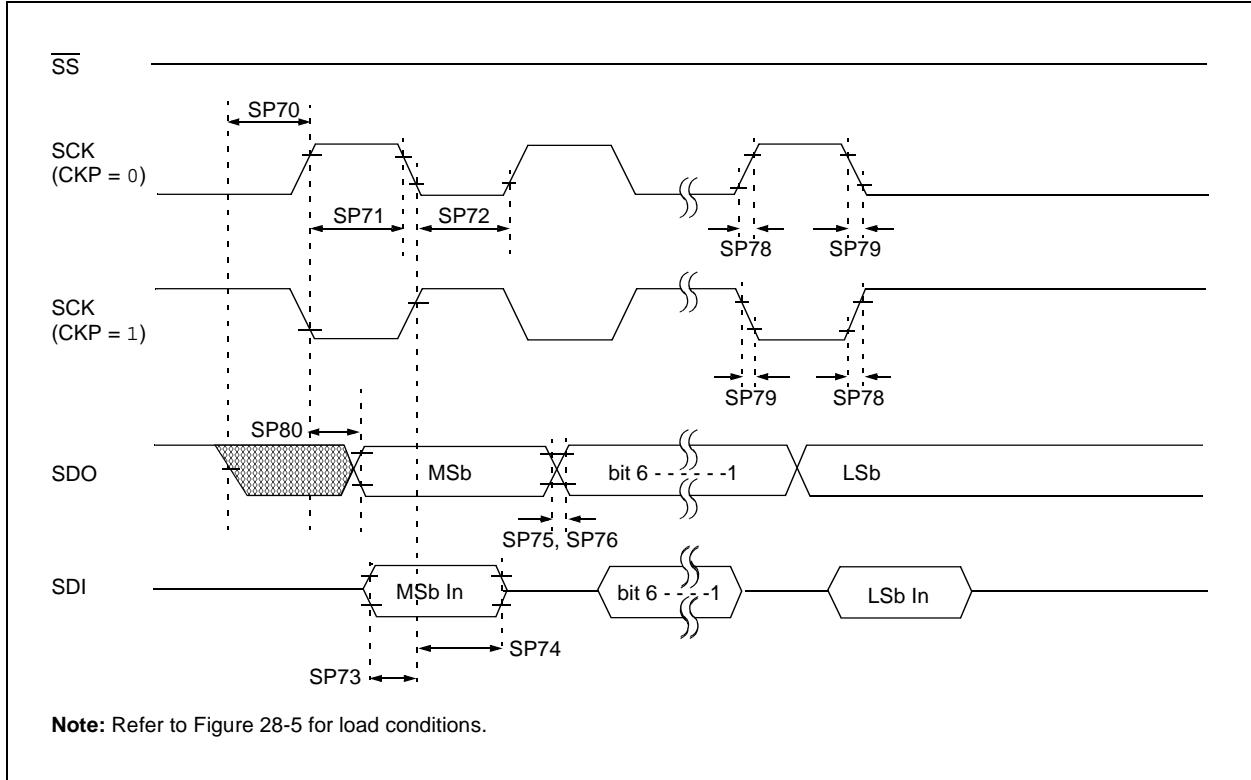 SS
SP70
SCK
(CKP = 0)
SP71
SP72
SP78
SP79
SCK
(CKP = 1)
SP79
SP78
SP80
SDO
MSb
bit 6 - - - - - -1
LSb
SP75, SP76
SDI
MSb In
bit 6 - - - - -1
LSb In
SP74
SP73
Note: Refer to Figure 28-5 for load conditions.